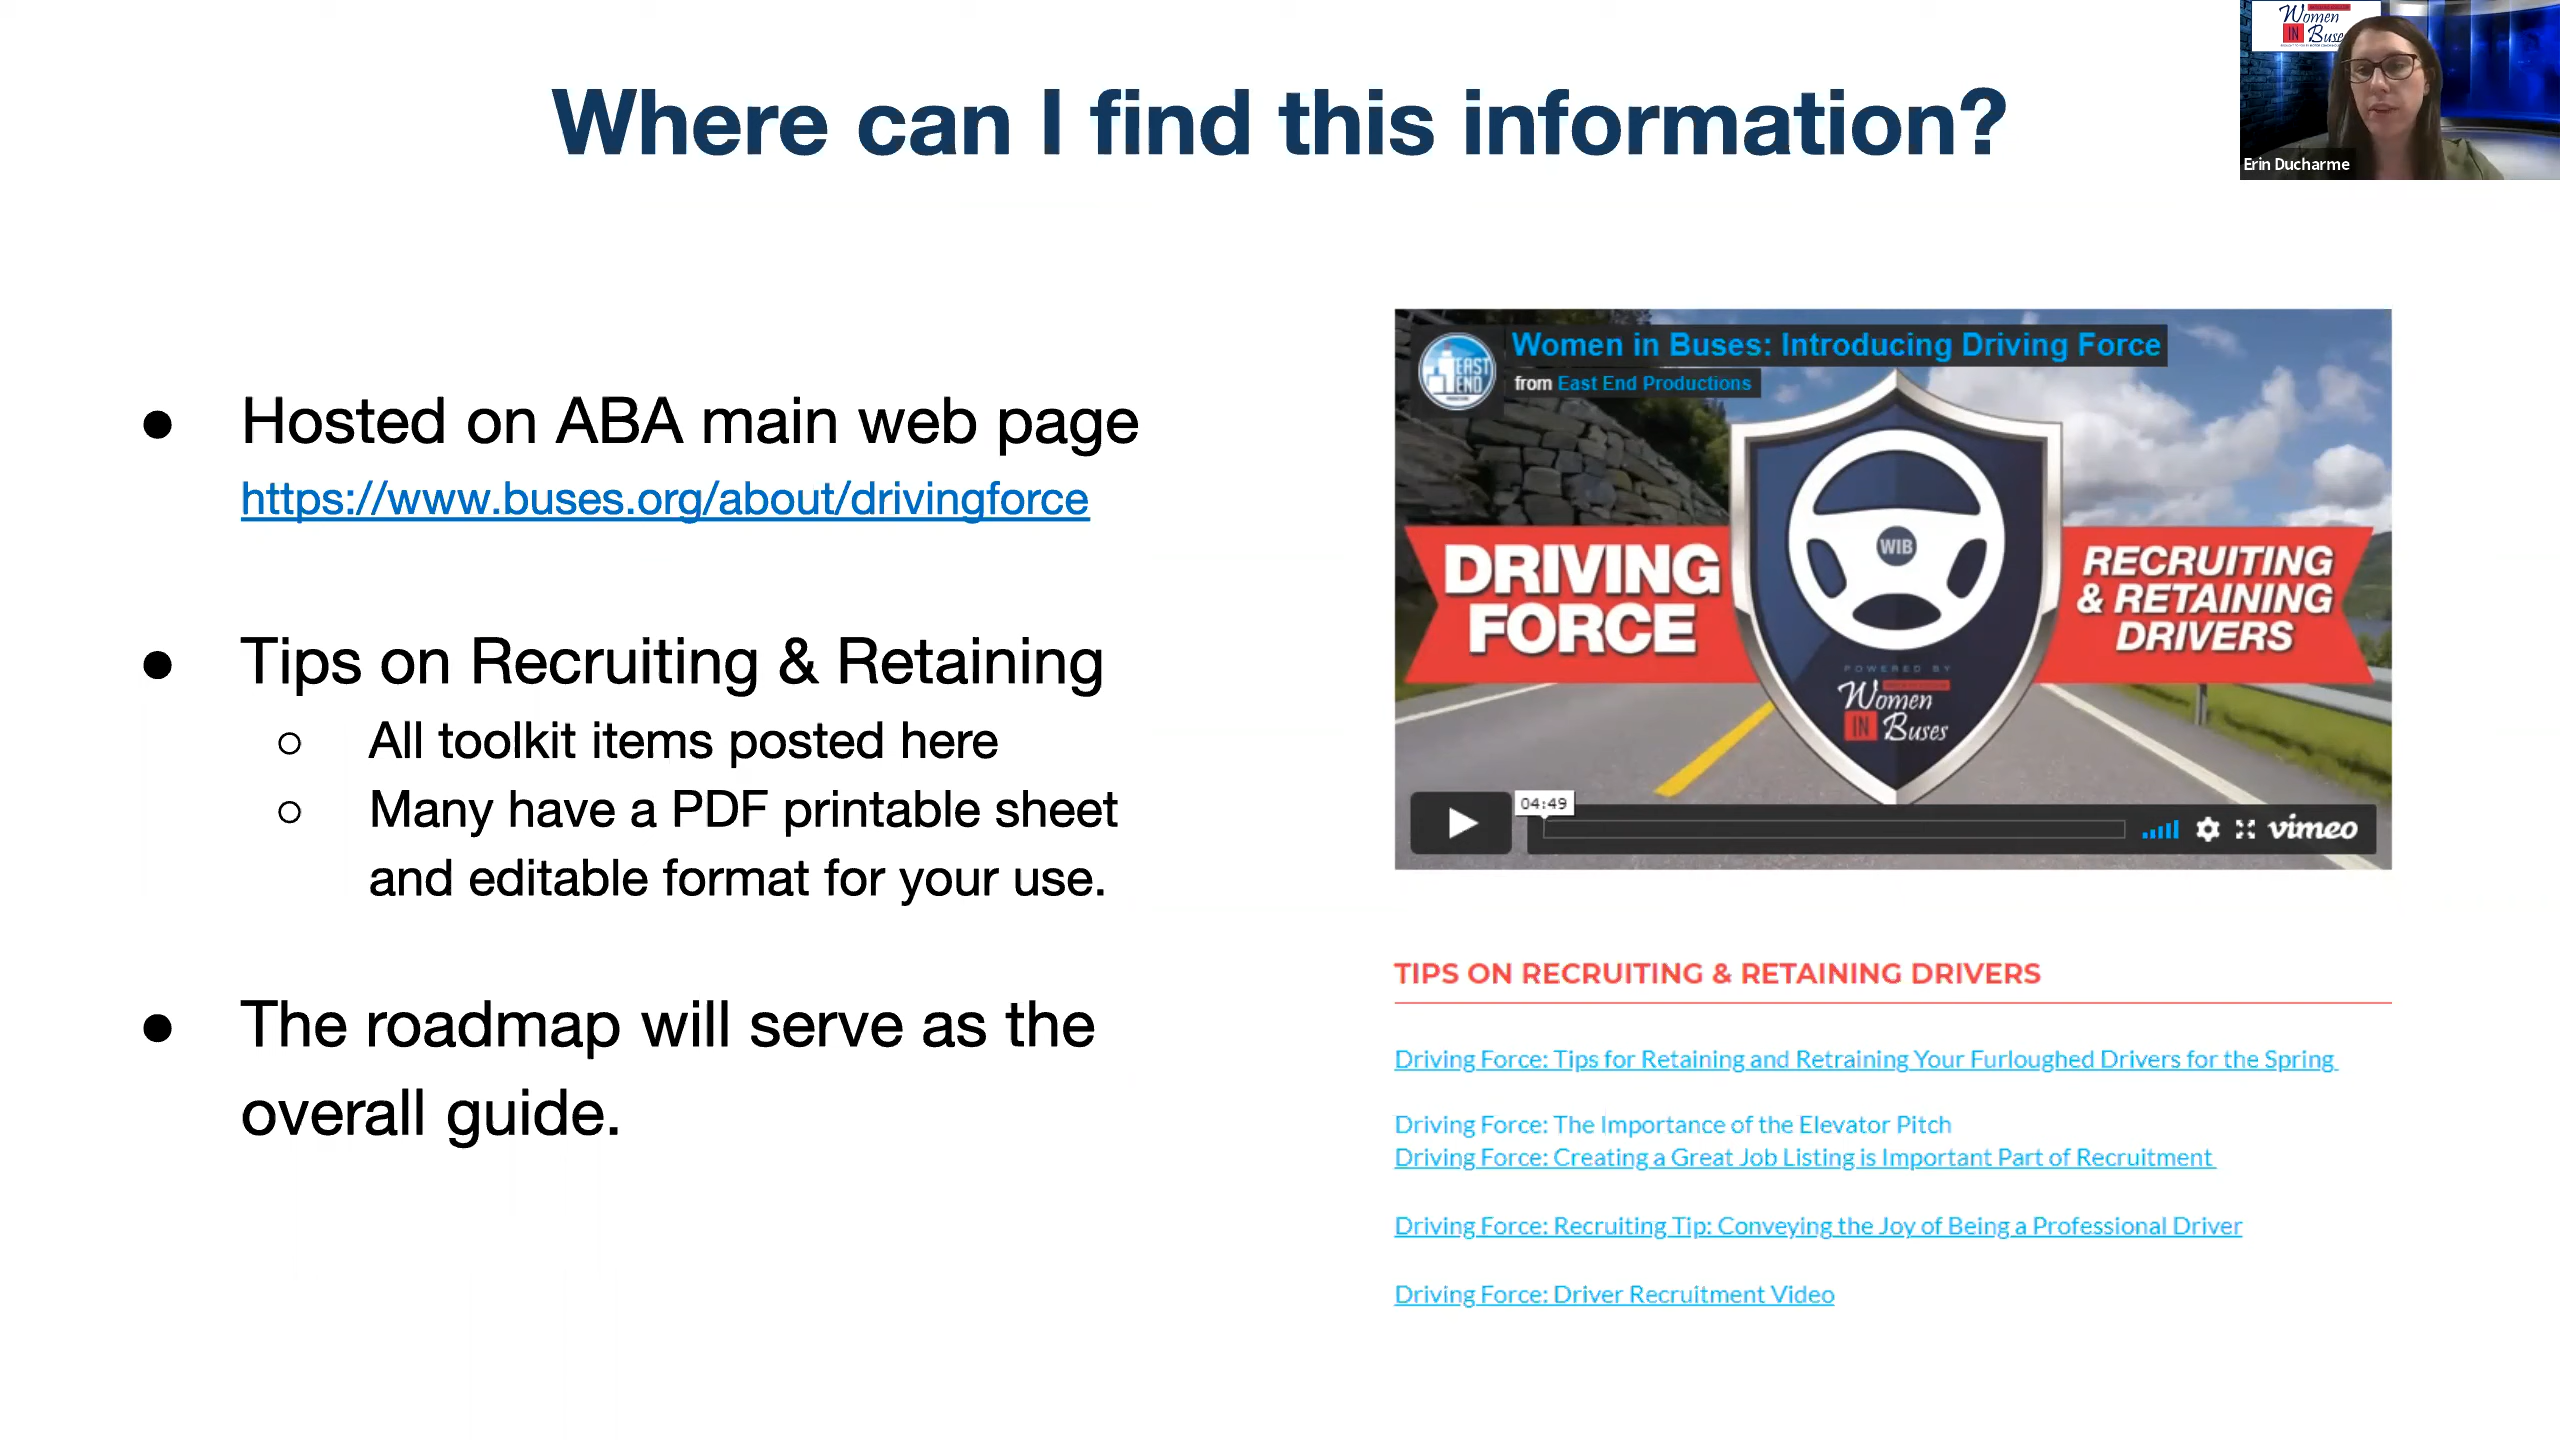 Where can I find this information?
Women
IN Buses
Erin Ducharme
● Hosted on ABA main web page
https://www.buses.org/about/drivingforce
● Tips on Recruiting & Retaining
○ All toolkit items posted here
○ Many have a PDF printable sheet
and editable format for your use.
● The roadmap will serve as the
overall guide.
EAST
END
Women in Buses: Introducing Driving Force
from East End Productions
WIB
DRIVING
FORCE
RECRUITING
& RETAINING
DRIVERS
POWERED BY
Women
IN Buses
04:49
vimeo
TIPS ON RECRUITING & RETAINING DRIVERS
Driving Force: Tips for Retaining and Retraining Your Furloughed Drivers for the Spring
Driving Force: The Importance of the Elevator Pitch
Driving Force: Creating a Great Job Listing is Important Part of Recruitment
Driving Force: Recruiting Tip: Conveying the Joy of Being a Professional Driver
Driving Force: Driver Recruitment Video